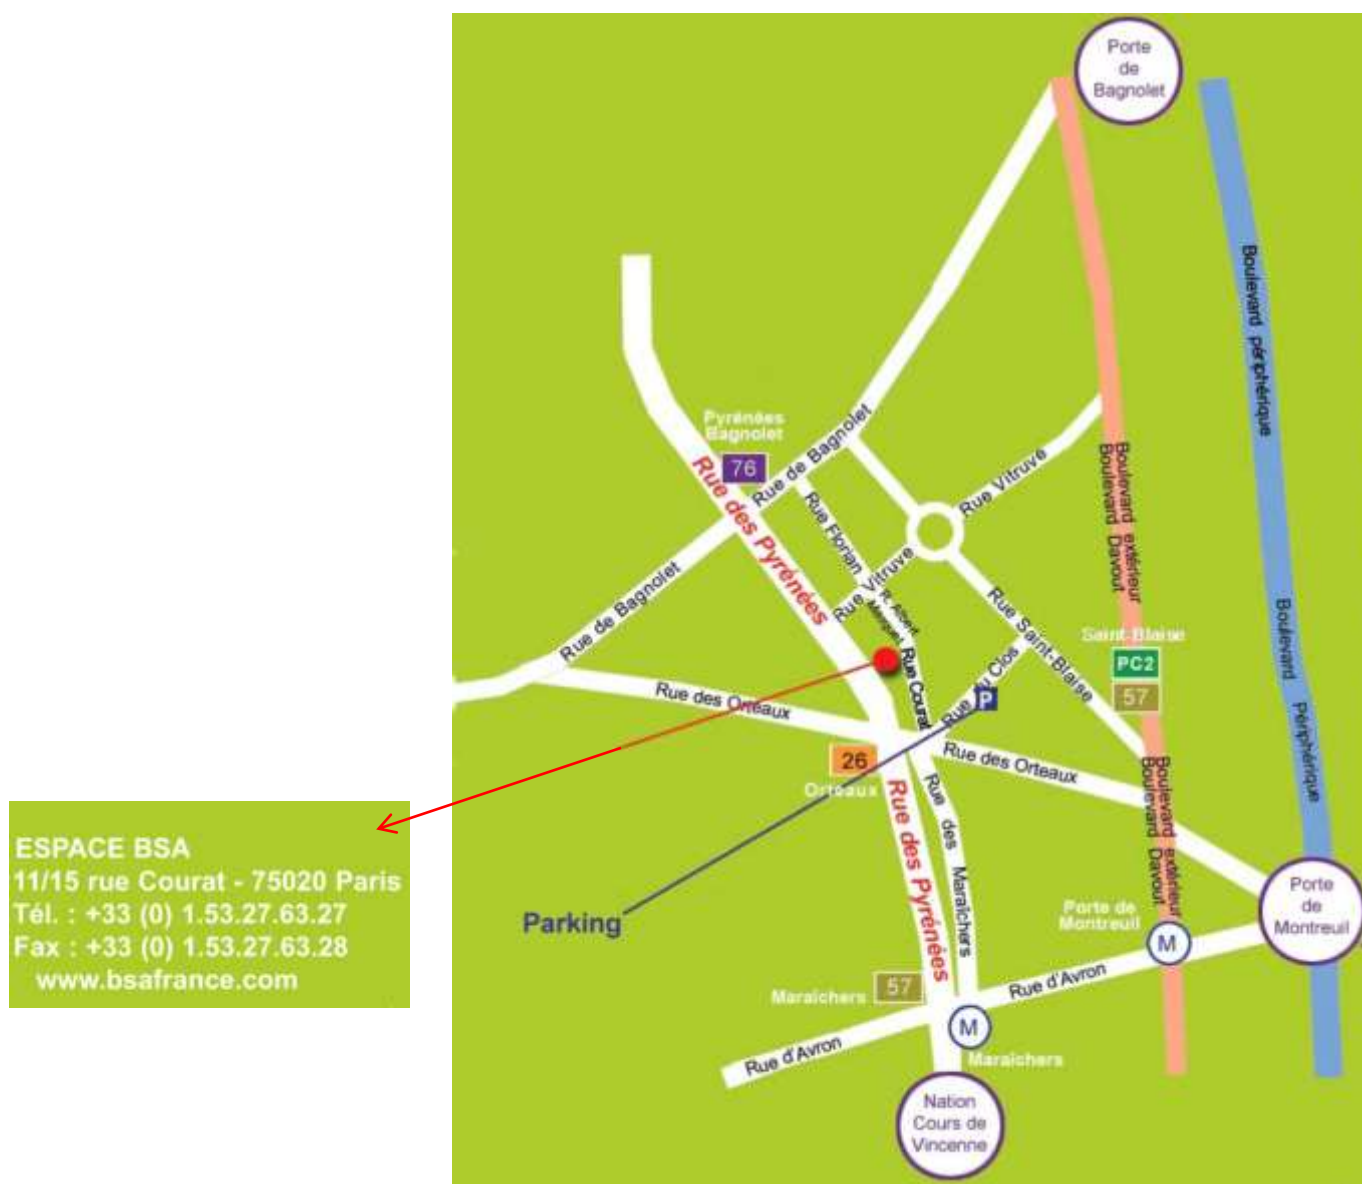 Porte
de
Bagnolet
Boulevard périphérique
Pyrénées
Bagnolet
76
Rue de Bagnolet
Rue des Pyrénées
Rue Florian
Rue Vitruve
Rue Vitruve
Boulevard extérieur
Boulevard Davout
Rue de Bagnolet
R. Albert
Rue Saint-Blaise
Saint-Blaise
PC2
57
Boulevard Périphérique
Rue Courat
Rue du Clos
P
Rue des Orteaux
26
Orteaux
Rue des Orteaux
Rue des Pyrénées
Rue des Maraîchers
Boulevard extérieur
Boulevard Davout
ESPACE BSA
11/15 rue Courat - 75020 Paris
Tél. : +33 (0) 1.53.27.63.27
Fax : +33 (0) 1.53.27.63.28
www.bsafrance.com
Parking
Porte de
Montreuil
M
Porte
de
Montreuil
Maraîchers
57
Rue d'Avron
M
Maraîchers
Rue d'Avron
Nation
Cours de
Vincenne